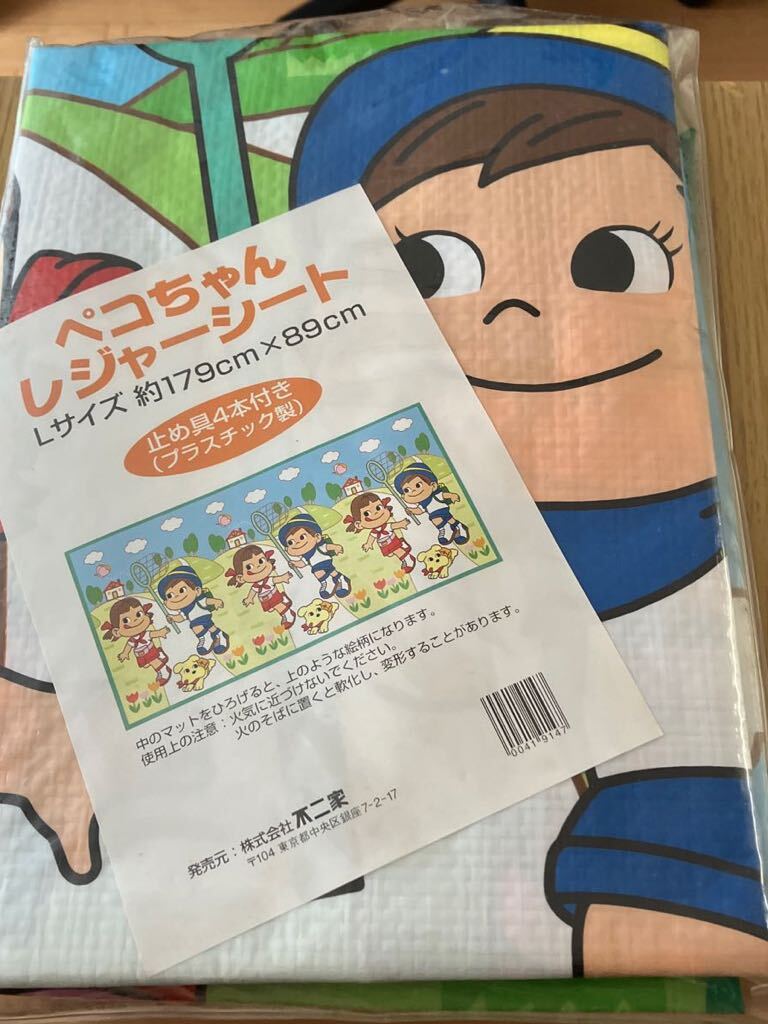 ペコちゃん
レジャーシート
Lサイズ 約179cm×89cm
止め具4本付き
(プラスチック製)
中のマットをひろげると、上のような絵柄になります。
使用上の注意：火気に近づけないでください。
火のそばに置くと軟化し、変形することがあります。
0041 9147
発売元：株式会社 不二家
〒104 東京都中央区銀座7-2-17